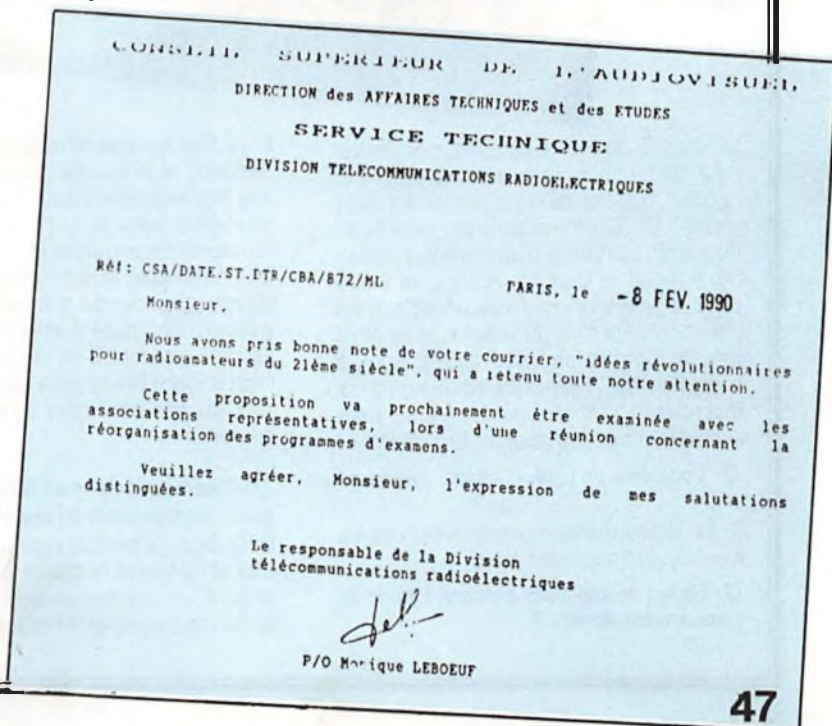 CONSEIL SUPERIEUR DE L'AUDIOVISUEL
DIRECTION des AFFAIRES TECHNIQUES et des ETUDES
SERVICE TECHNIQUE
DIVISION TELECOMMUNICATIONS RADIOELECTRIQUES
Réf: CSA/DATE.ST.DTR/CBA/872/ML
PARIS, le -8 FEV. 1990
Monsieur,
Nous avons pris bonne note de votre courrier, "idées révolutionnaires
pour radioamateurs du 21ème siècle", qui a retenu toute notre attention.
Cette proposition va prochainement être examinée avec les
associations représentatives, lors d'une réunion concernant la
réorganisation des programmes d'examens.
Veuillez agréer, Monsieur, l'expression de mes salutations
distinguées.
Le responsable de la Division
télécommunications radioélectriques
P/O Monique LEBOEUF
47